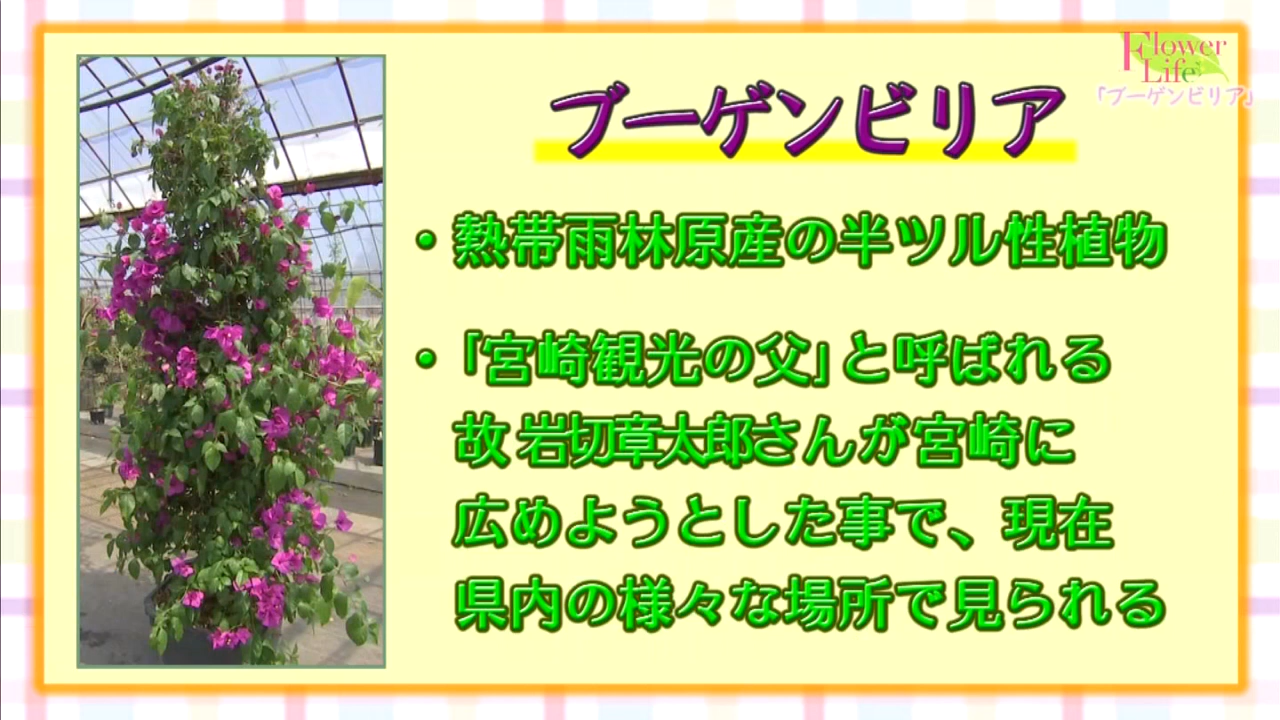 Flower
Life
「ブーゲンビリア」
ブーゲンビリア
・熱帯雨林原産の半ツル性植物
・「宮崎観光の父」と呼ばれる
故 岩切章太郎さんが宮崎に
広めようとした事で、現在
県内の様々な場所で見られる